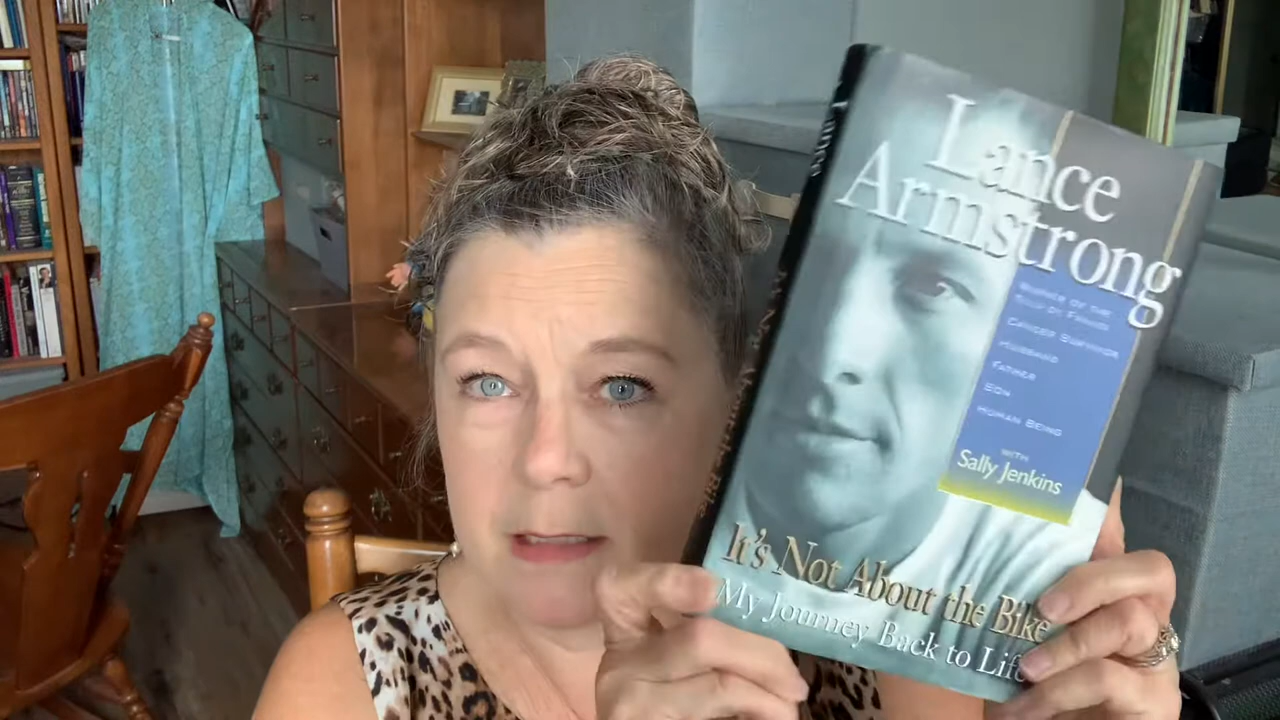 Lance
Armstrong
Winner of the
Tour de France
Cancer Survivor
Husband
Father
Son
Human Being
with
Sally Jenkins
It's Not About the Bike
My Journey Back to Life